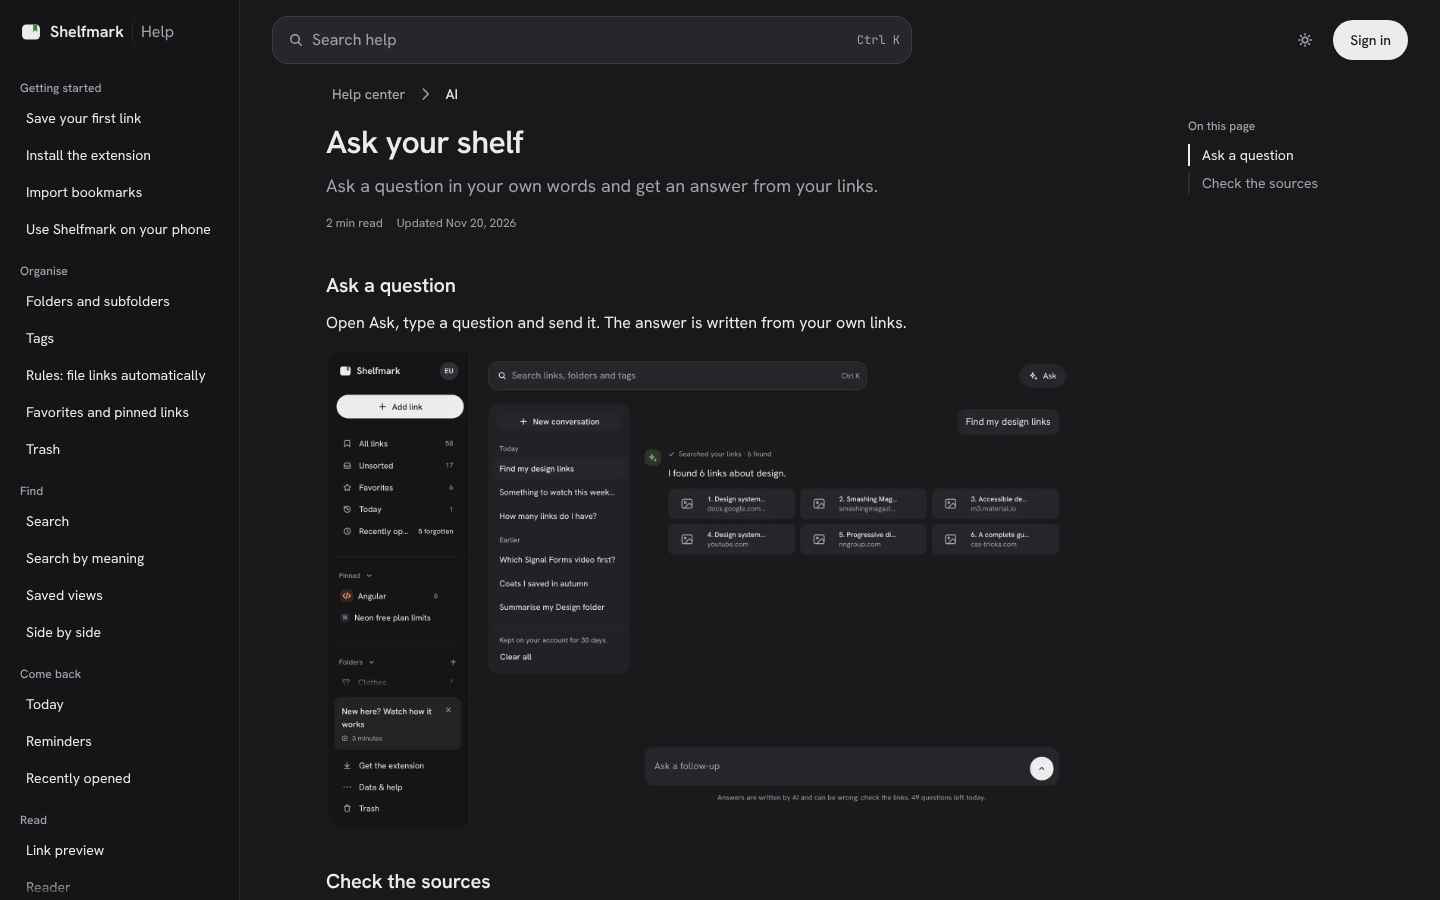 Shelfmark Help
Search help
Ctrl K
Sign in
Getting started
Save your first link
Install the extension
Import bookmarks
Use Shelfmark on your phone
Organise
Folders and subfolders
Tags
Rules: file links automatically
Favorites and pinned links
Trash
Find
Search
Search by meaning
Saved views
Side by side
Come back
Today
Reminders
Recently opened
Read
Link preview
Reader
Help center
AI
Ask your shelf
Ask a question in your own words and get an answer from your links.
2 min read
Updated Nov 20, 2026
Ask a question
Open Ask, type a question and send it. The answer is written from your own links.
Shelfmark
EU
Add link
All links 58
Unsorted 17
Favorites 6
Today 1
Recently op... 5 forgotten
Pinned
Angular 6
N Neon free plan limits
Folders
Clothes 7
New here? Watch how it
works
3 minutes
Get the extension
Data & help
Trash
Search links, folders and tags
Ctrl K
Ask
New conversation
Today
Find my design links
Something to watch this week...
How many links do I have?
Earlier
Which Signal Forms video first?
Coats I saved in autumn
Summarise my Design folder
Kept on your account for 30 days.
Clear all
Find my design links
Searched your links · 6 found
I found 6 links about design.
1. Design system...
docs.google.com...
2. Smashing Mag...
smashingmagazi...
3. Accessible de...
m3.material.io
4. Design system...
youtube.com
5. Progressive di...
nngroup.com
6. A complete gu...
css-tricks.com
Ask a follow-up
Answers are written by AI and can be wrong, check the links. 49 questions left today.
Check the sources
On this page
Ask a question
Check the sources